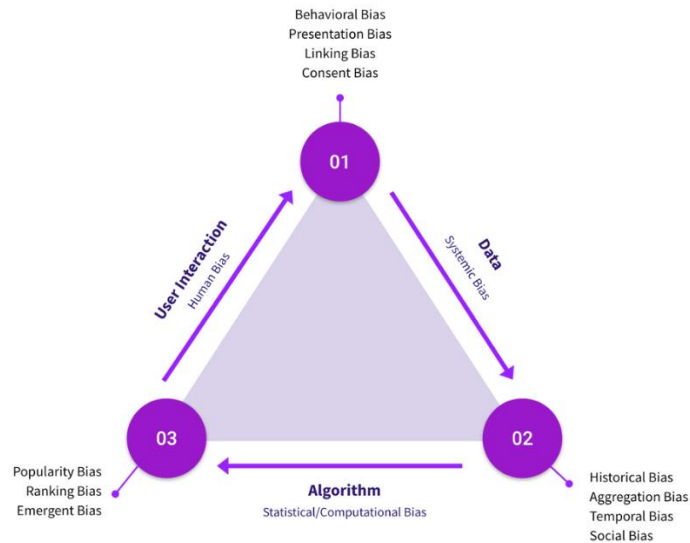 Behavioral Bias
Presentation Bias
Linking Bias
Consent Bias
01
User Interaction
Human Bias
Data
Systemic Bias
03
02
Popularity Bias
Ranking Bias
Emergent Bias
Algorithm
Statistical/Computational Bias
Historical Bias
Aggregation Bias
Temporal Bias
Social Bias